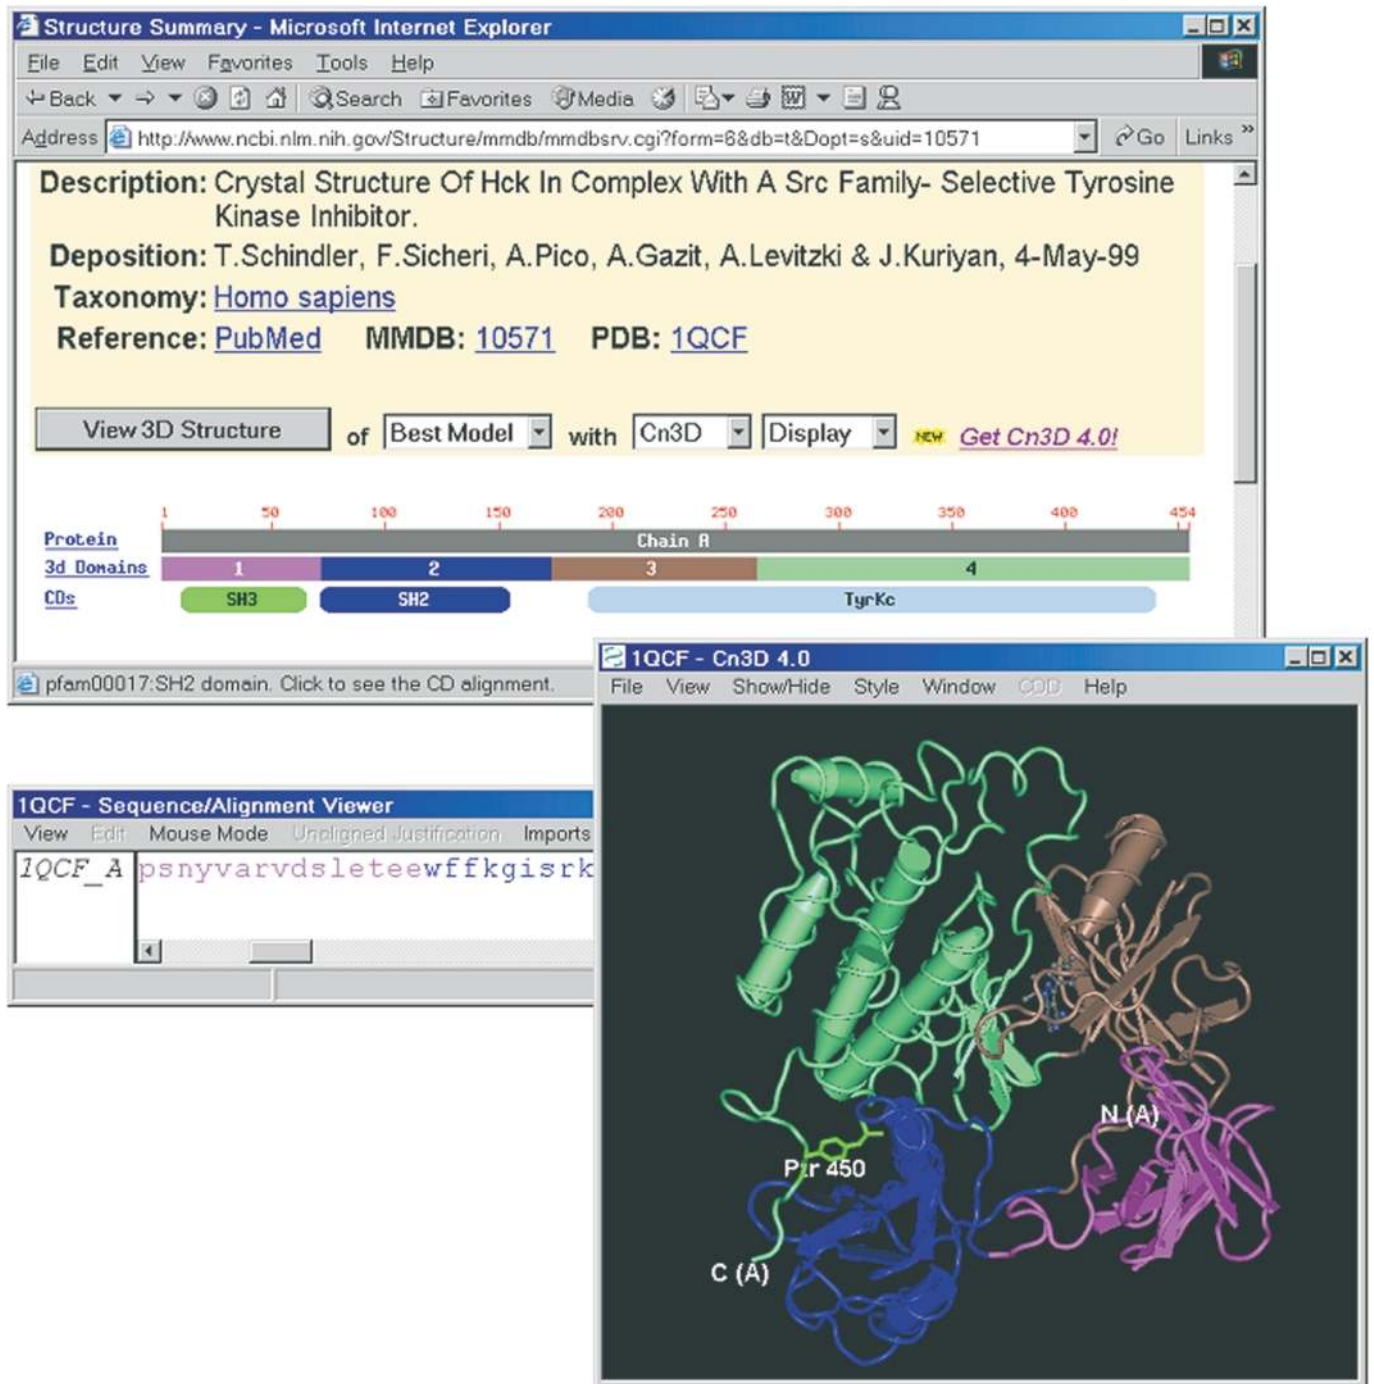 Structure Summary - Microsoft Internet Explorer
File Edit View Favorites Tools Help
Back Search Favorites Media
Address http://www.ncbi.nlm.nih.gov/Structure/mmdb/mmdbsrv.cgi?form=6&db=t&Dopt=s&uid=10571 Go Links »
Description: Crystal Structure Of Hck In Complex With A Src Family- Selective Tyrosine
Kinase Inhibitor.
Deposition: T.Schindler, F.Sicheri, A.Pico, A.Gazit, A.Levitzki & J.Kuriyan, 4-May-99
Taxonomy: Homo sapiens
Reference: PubMed MMDB: 10571 PDB: 1QCF
View 3D Structure of Best Model with Cn3D Display NEW Get Cn3D 4.0!
1 50 100 150 200 250 300 350 400 454
Protein Chain A
3d Domains 1 2 3 4
CDs SH3 SH2 TyrKc
pfam00017:SH2 domain. Click to see the CD alignment.
1QCF - Cn3D 4.0
File View Show/Hide Style Window CDD Help
1QCF - Sequence/Alignment Viewer
View Edit Mouse Mode Unaligned Justification Imports
1QCF_A psnyvarvdsleteewffkgisrk
N (A)
Ptr 450
C (A)